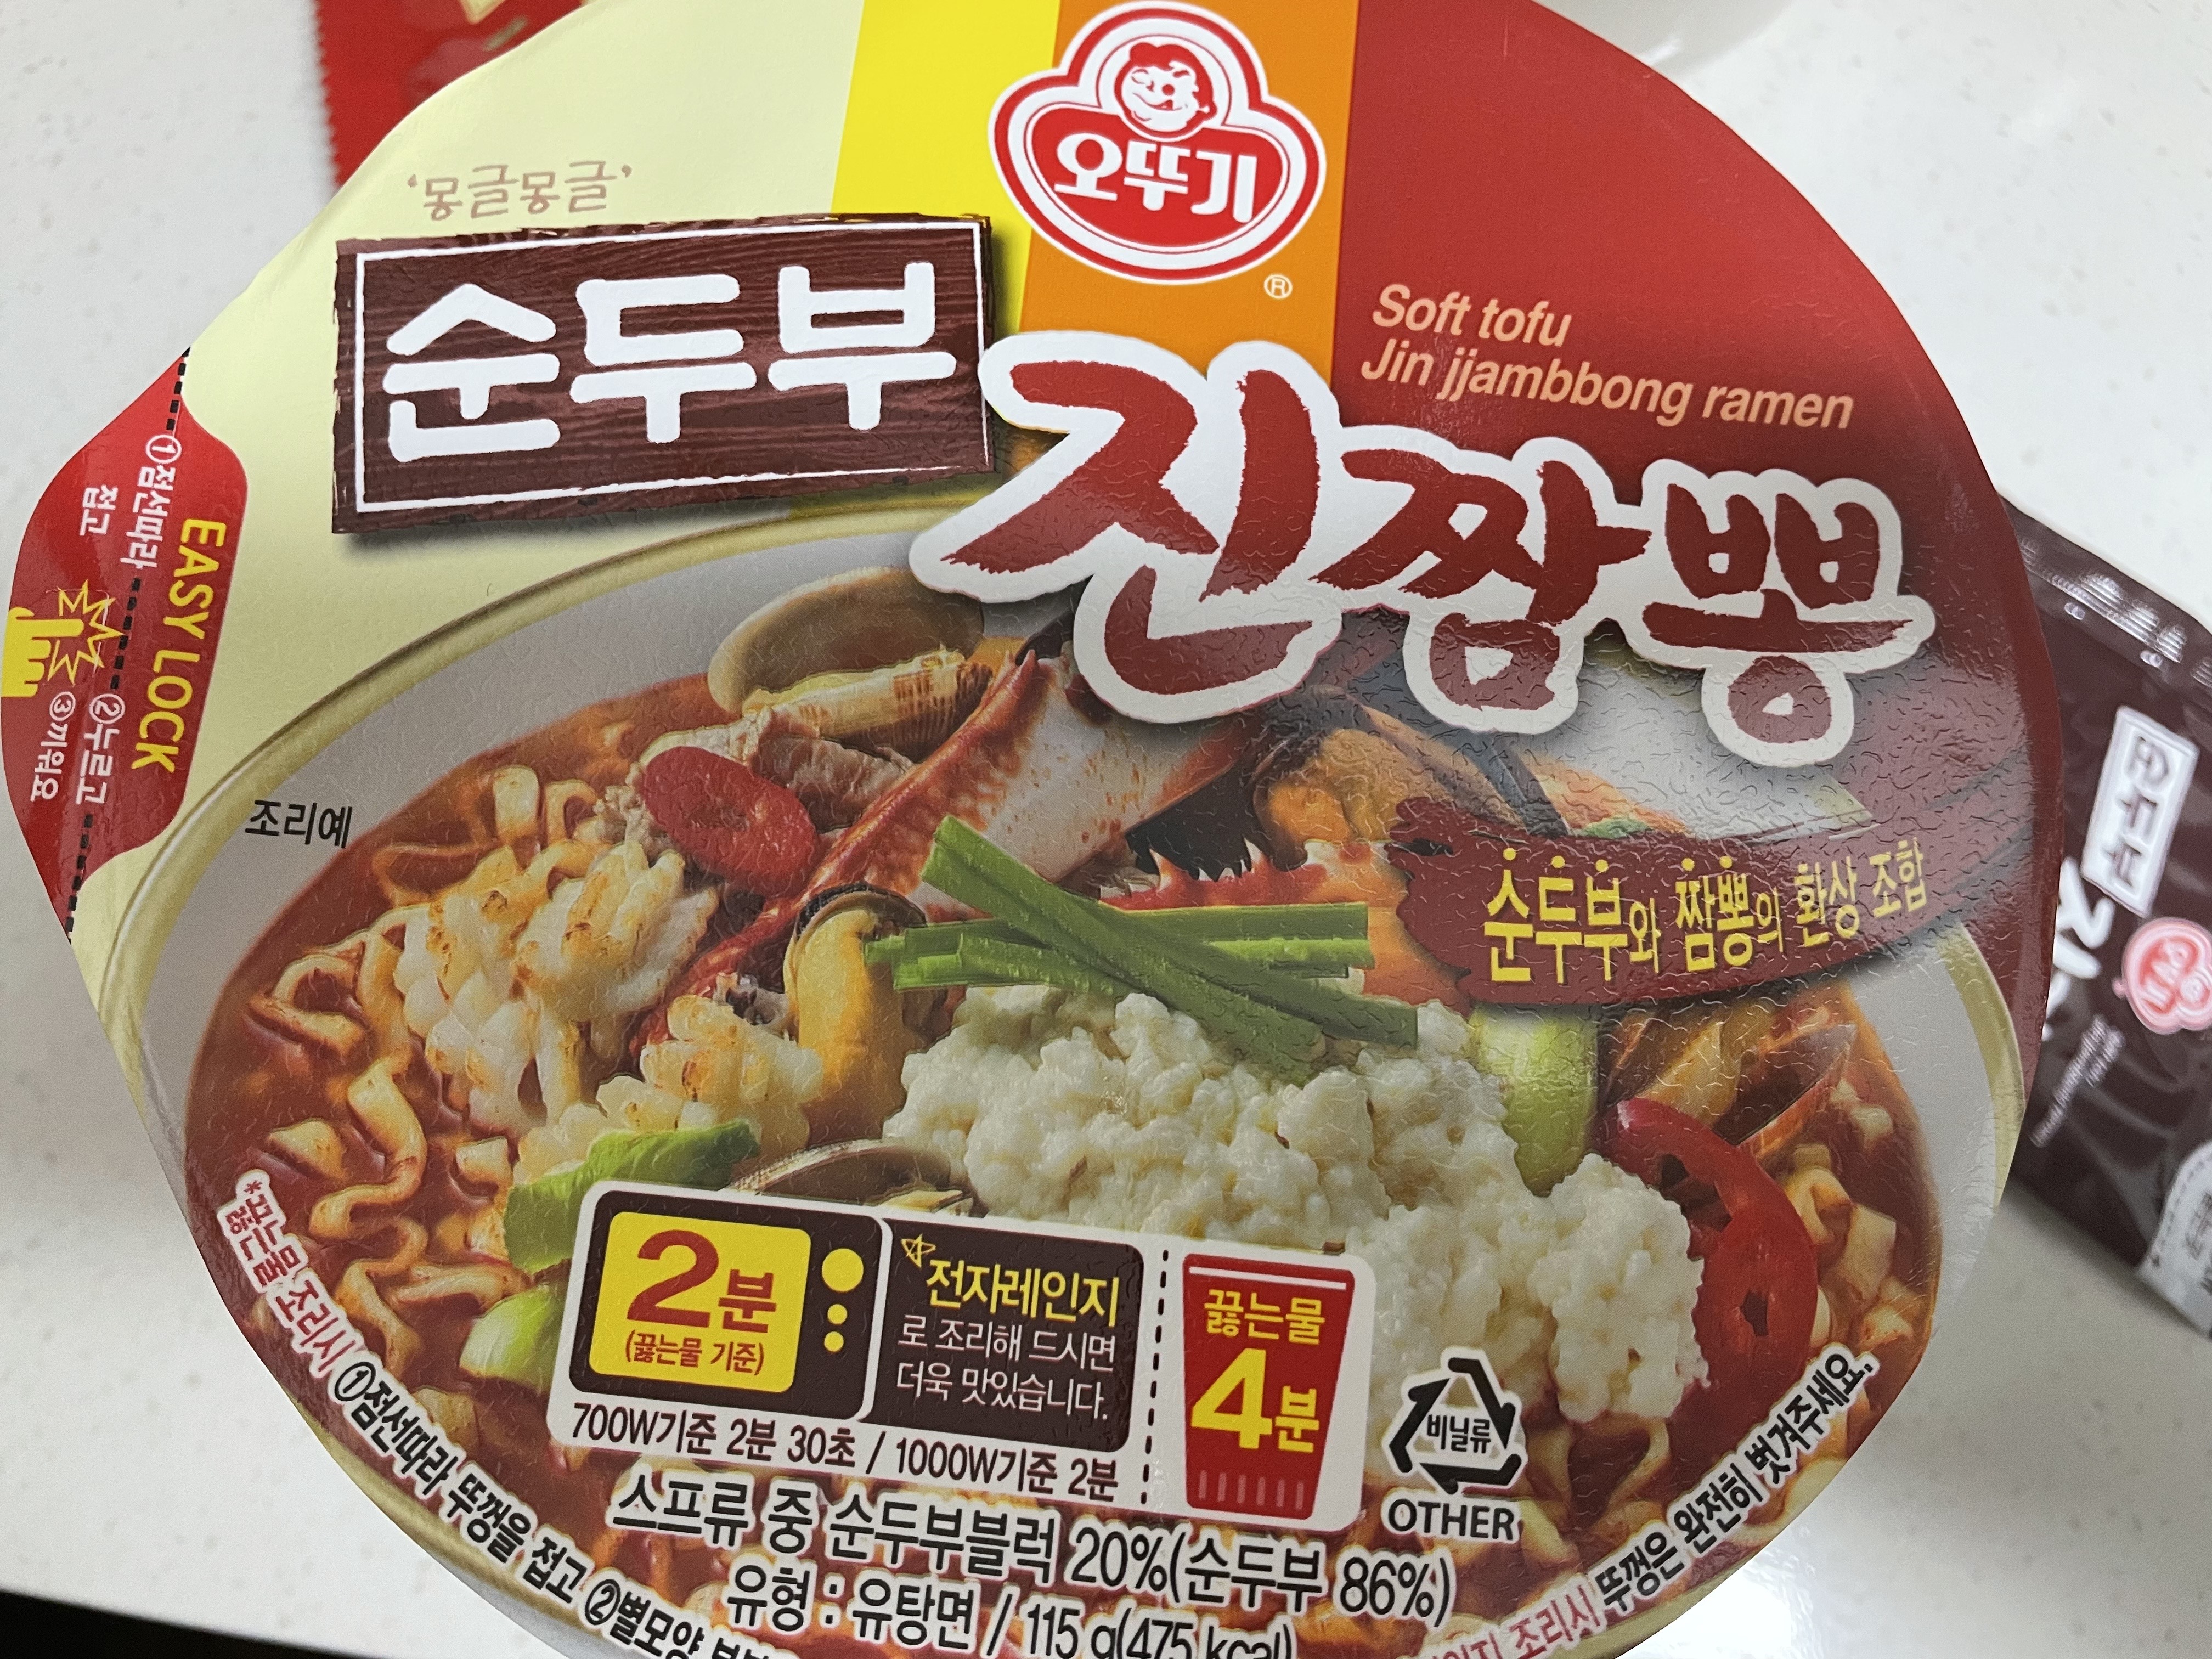 오뚜기
®
'몽글몽글'
순두부
Soft tofu
Jin jjambbong ramen
진짬뽕
EASY LOCK
①점선따라
접고
②누르고
③끼워요
조리예
순두부와 짬뽕의 환상 조합
2분
(끓는물 기준)
전자레인지
로 조리해 드시면
더욱 맛있습니다.
끓는물
4분
700W기준 2분 30초 / 1000W기준 2분
비닐류
OTHER
스프류 중 순두부블럭 20%(순두부 86%)
유형 : 유탕면 / 115 g(475 kcal)
*끓는물 조리시 ①점선따라 뚜껑을 접고 ②별모양
조리시 뚜껑은 완전히 벗겨주세요.
순두부